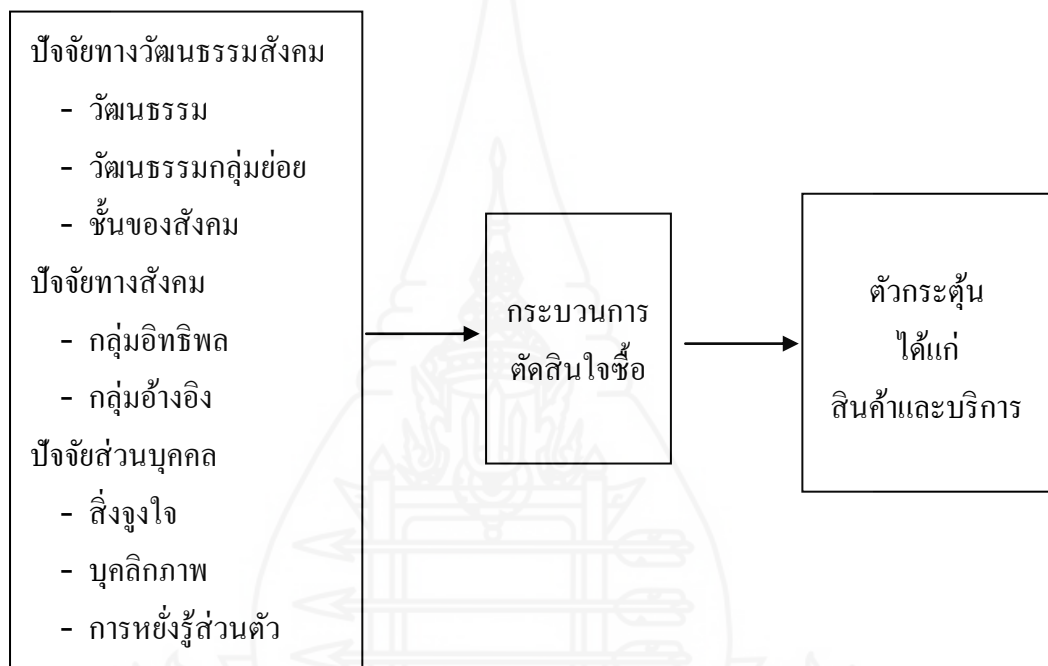 ปัจจัยทางวัฒนธรรมสังคม
- วัฒนธรรม
- วัฒนธรรมกลุ่มย่อย
- ชั้นของสังคม
ปัจจัยทางสังคม
- กลุ่มอิทธิพล
- กลุ่มอ้างอิง
ปัจจัยส่วนบุคคล
- สิ่งจูงใจ
- บุคลิกภาพ
- การหยั่งรู้ส่วนตัว
กระบวนการ
ตัดสินใจซื้อ
ตัวกระตุ้น
ได้แก่
สินค้าและบริการ